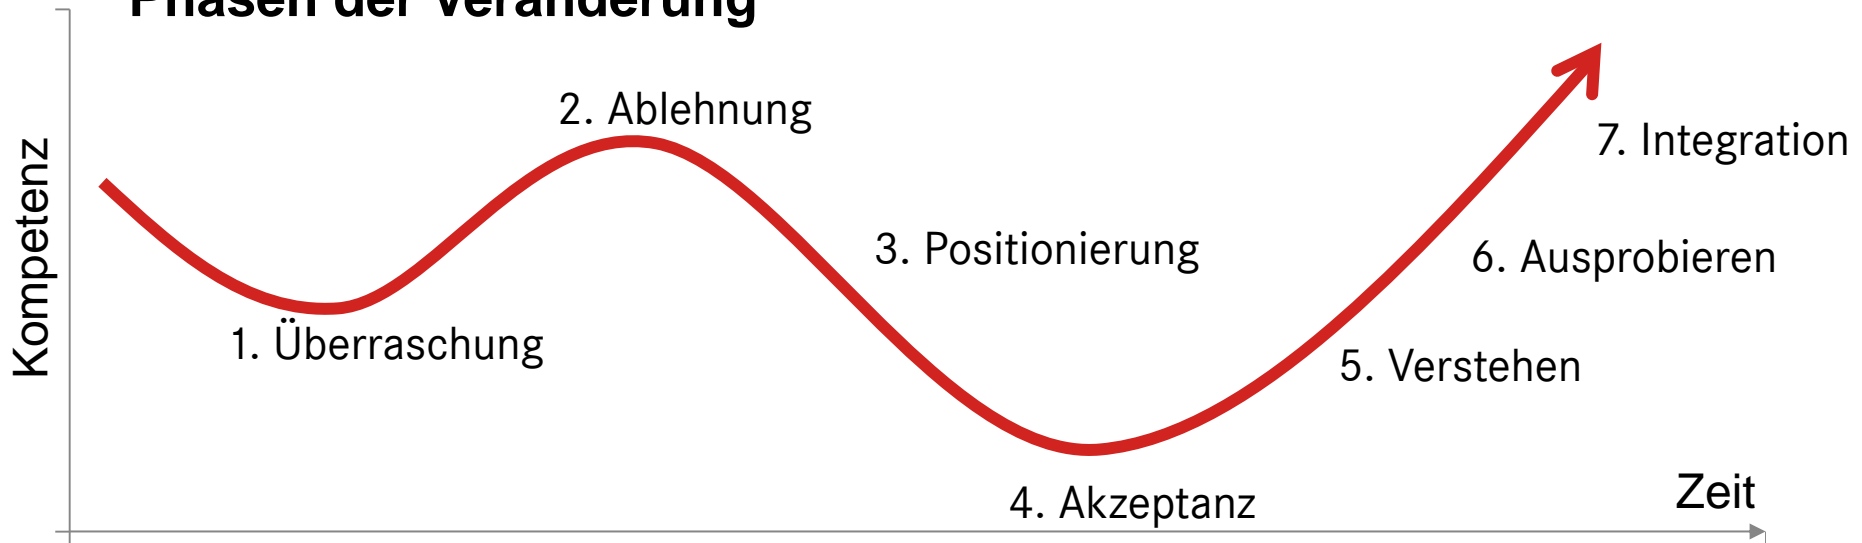 Phasen der Veränderung
2. Ablehnung
7. Integration
Kompetenz
3. Positionierung
6. Ausprobieren
1. Überraschung
5. Verstehen
4. Akzeptanz
Zeit